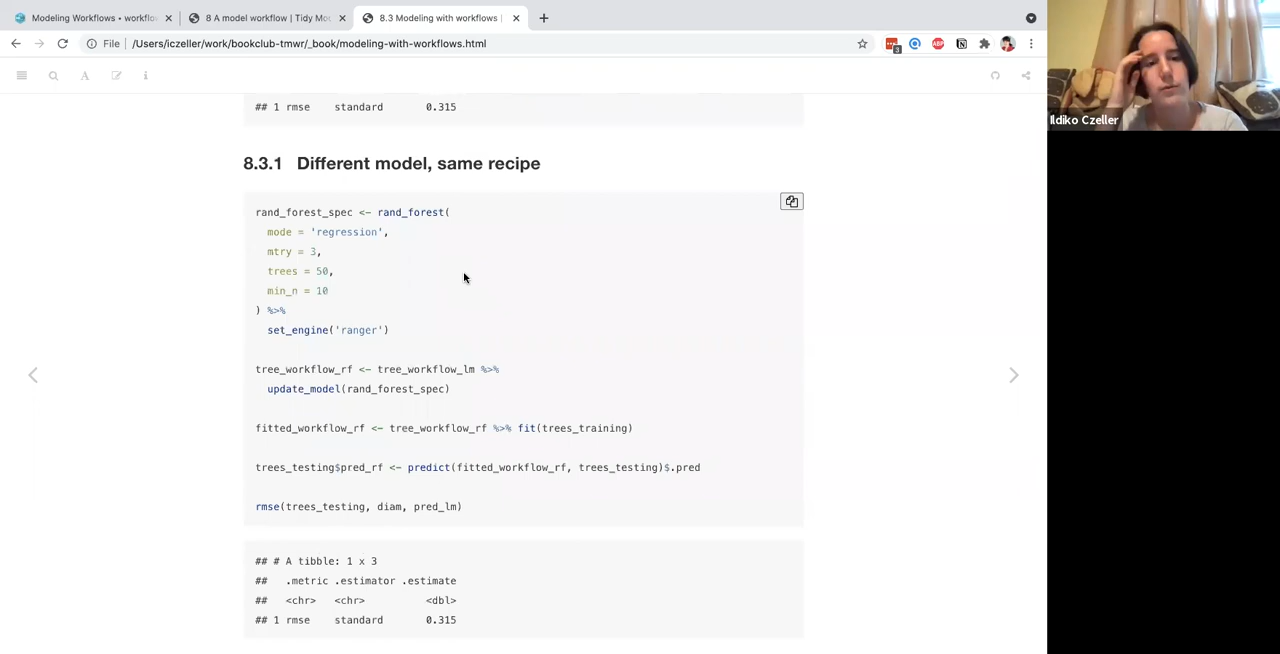 Modeling Workflows • workflow
8 A model workflow | Tidy Mo
8.3 Modeling with workflows |
File
/Users/iczeller/work/bookclub-tmwr/_book/modeling-with-workflows.html
3
ABP
Ildiko Czeller
## 1 rmse    standard       0.315
8.3.1 Different model, same recipe
rand_forest_spec <- rand_forest(
  mode = 'regression',
  mtry = 3,
  trees = 50,
  min_n = 10
) %>%
  set_engine('ranger')
tree_workflow_rf <- tree_workflow_lm %>%
  update_model(rand_forest_spec)
fitted_workflow_rf <- tree_workflow_rf %>% fit(trees_training)
trees_testing$pred_rf <- predict(fitted_workflow_rf, trees_testing)$.pred
rmse(trees_testing, diam, pred_lm)
## # A tibble: 1 x 3
##   .metric .estimator .estimate
##   <chr>   <chr>          <dbl>
## 1 rmse    standard       0.315